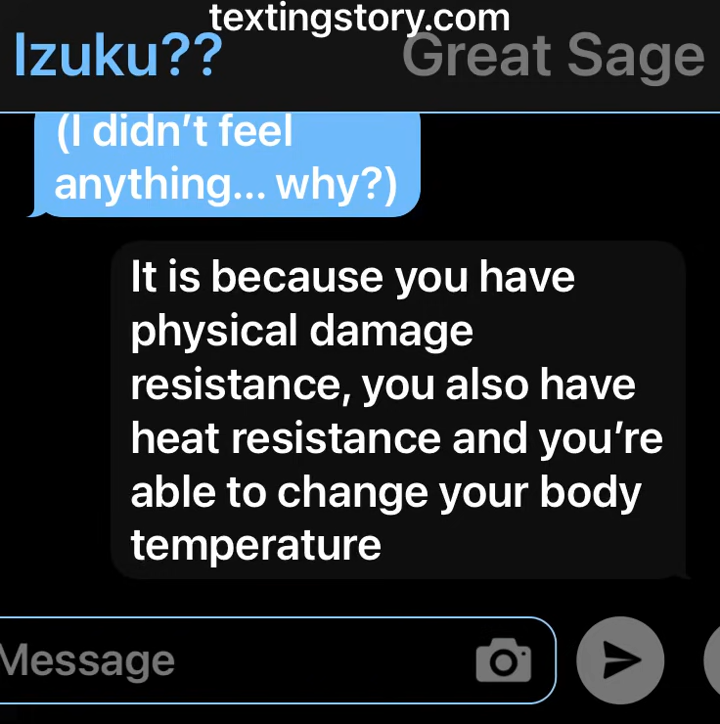 textingstory.com
Izuku?? Great Sage
(I didn’t feel
anything... why?)
It is because you have
physical damage
resistance, you also have
heat resistance and you’re
able to change your body
temperature
Message